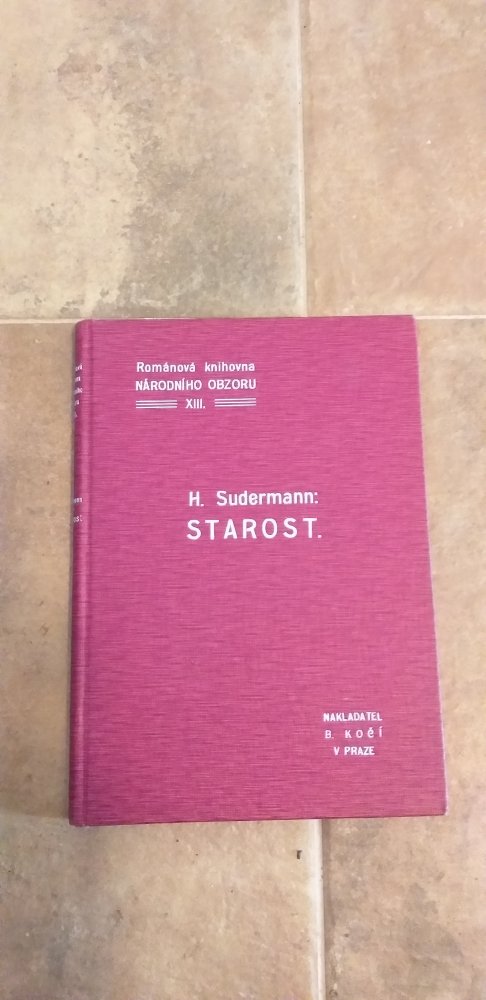 Románová knihovna
NÁRODNÍHO OBZORU
XIII.
H. Sudermann:
STAROST.
NAKLADATEL
B. KOČÍ
V PRAZE